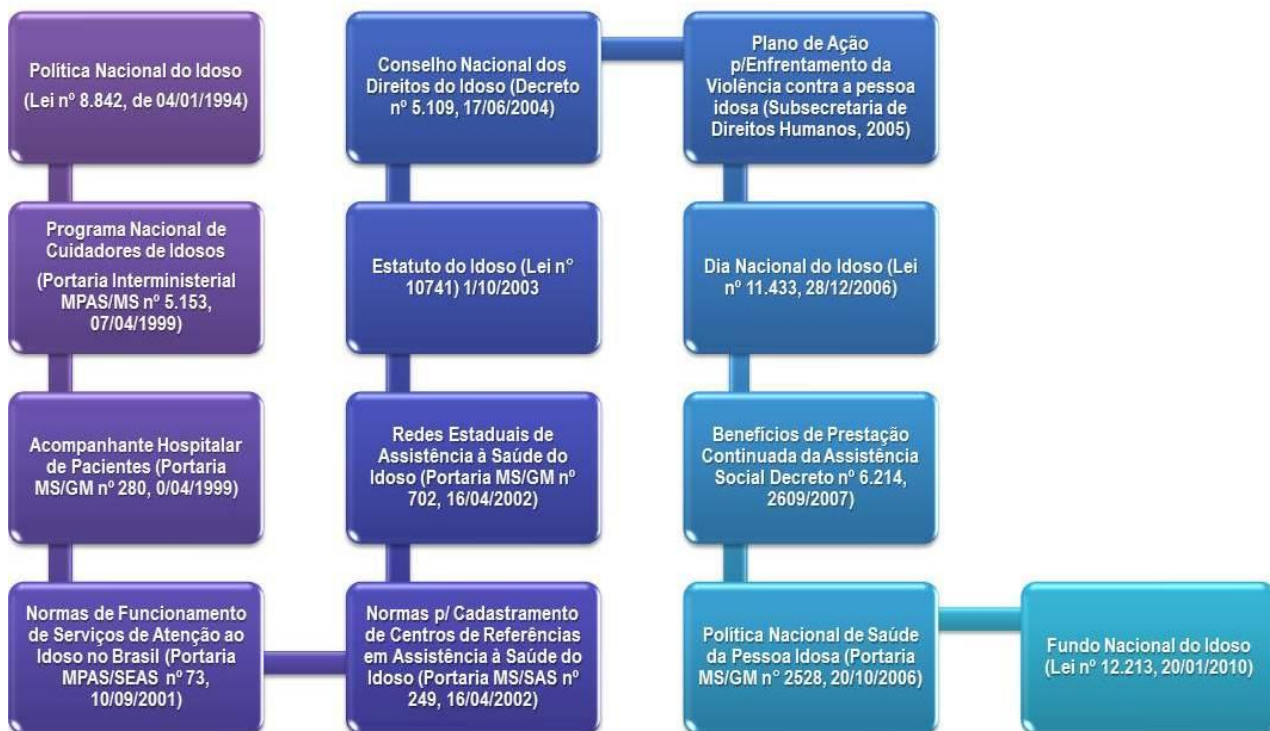 Política Nacional do Idoso
(Lei nº 8.842, de 04/01/1994)
Programa Nacional de
Cuidadores de Idosos
(Portaria Interministerial
MPAS/MS nº 5.153,
07/04/1999)
Acompanhante Hospitalar
de Pacientes (Portaria
MS/GM nº 280, 0/04/1999)
Normas de Funcionamento
de Serviços de Atenção ao
Idoso no Brasil (Portaria
MPAS/SEAS nº 73,
10/09/2001)
Normas p/ Cadastramento
de Centros de Referências
em Assistência à Saúde do
Idoso (Portaria MS/SAS nº
249, 16/04/2002)
Redes Estaduais de
Assistência à Saúde do
Idoso (Portaria MS/GM nº
702, 16/04/2002)
Estatuto do Idoso (Lei n°
10741) 1/10/2003
Conselho Nacional dos
Direitos do Idoso (Decreto
nº 5.109, 17/06/2004)
Plano de Ação
p/Enfrentamento da
Violência contra a pessoa
idosa (Subsecretaria de
Direitos Humanos, 2005)
Dia Nacional do Idoso (Lei
nº 11.433, 28/12/2006)
Benefícios de Prestação
Continuada da Assistência
Social Decreto nº 6.214,
2609/2007)
Política Nacional de Saúde
da Pessoa Idosa (Portaria
MS/GM n° 2528, 20/10/2006)
Fundo Nacional do Idoso
(Lei nº 12.213, 20/01/2010)